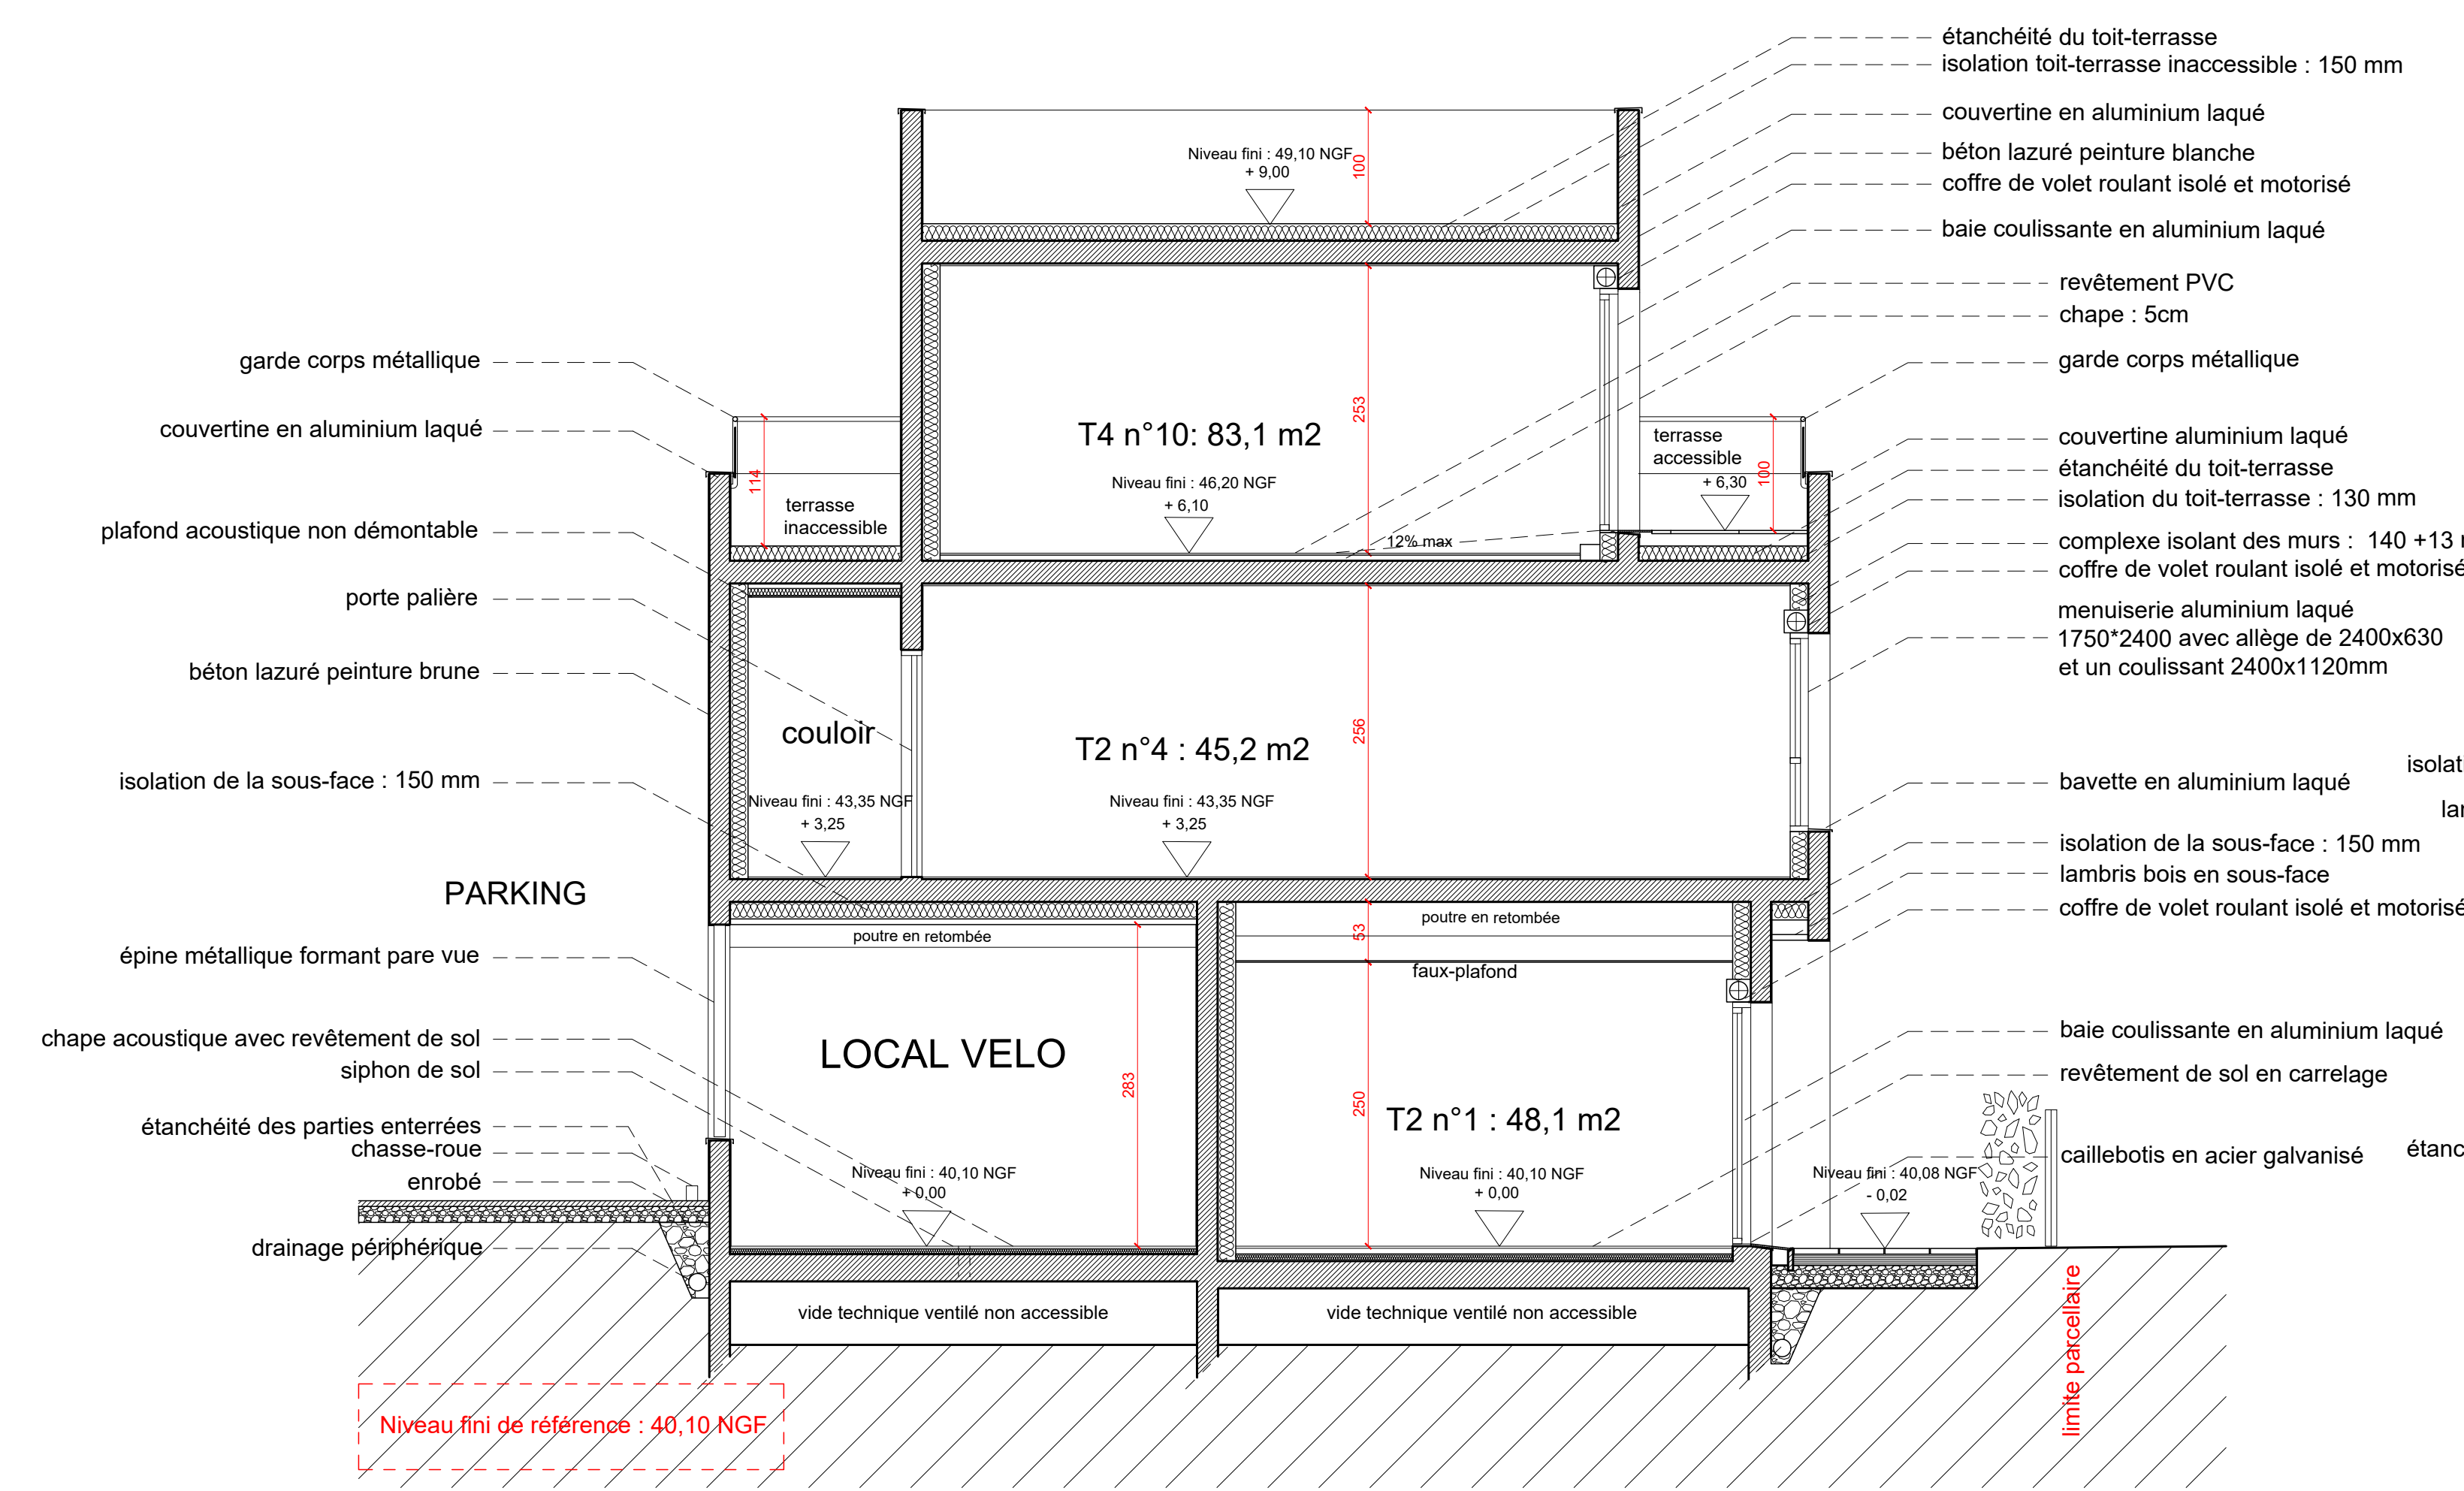 étanchéité du toit-terrasse
isolation toit-terrasse inaccessible : 150 mm
couvertine en aluminium laqué
béton lazuré peinture blanche
coffre de volet roulant isolé et motorisé
baie coulissante en aluminium laqué
revêtement PVC
chape : 5cm
garde corps métallique
couvertine aluminium laqué
étanchéité du toit-terrasse
isolation du toit-terrasse : 130 mm
complexe isolant des murs : 140 +13
coffre de volet roulant isolé et motorisé
menuiserie aluminium laqué
1750*2400 avec allège de 2400x630
et un coulissant 2400x1120mm
bavette en aluminium laqué
isolation de la sous-face : 150 mm
lambris bois en sous-face
coffre de volet roulant isolé et motorisé
baie coulissante en aluminium laqué
revêtement de sol en carrelage
caillebotis en acier galvanisé
isolat
lar
étanc
garde corps métallique
couvertine en aluminium laqué
plafond acoustique non démontable
porte palière
béton lazuré peinture brune
isolation de la sous-face : 150 mm
PARKING
épine métallique formant pare vue
chape acoustique avec revêtement de sol
siphon de sol
étanchéité des parties enterrées
chasse-roue
enrobé
drainage périphérique
Niveau fini : 49,10 NGF
+ 9,00
100
253
T4 n°10: 83,1 m2
Niveau fini : 46,20 NGF
+ 6,10
12% max
114
terrasse
inaccessible
terrasse
accessible
+ 6,30
100
couloir
Niveau fini : 43,35 NGF
+ 3,25
T2 n°4 : 45,2 m2
Niveau fini : 43,35 NGF
+ 3,25
256
poutre en retombée
LOCAL VELO
283
Niveau fini : 40,10 NGF
+ 0,00
poutre en retombée
53
faux-plafond
250
T2 n°1 : 48,1 m2
Niveau fini : 40,10 NGF
+ 0,00
Niveau fini : 40,08 NGF
- 0,02
vide technique ventilé non accessible
vide technique ventilé non accessible
limite parcellaire
Niveau fini de référence : 40,10 NGF